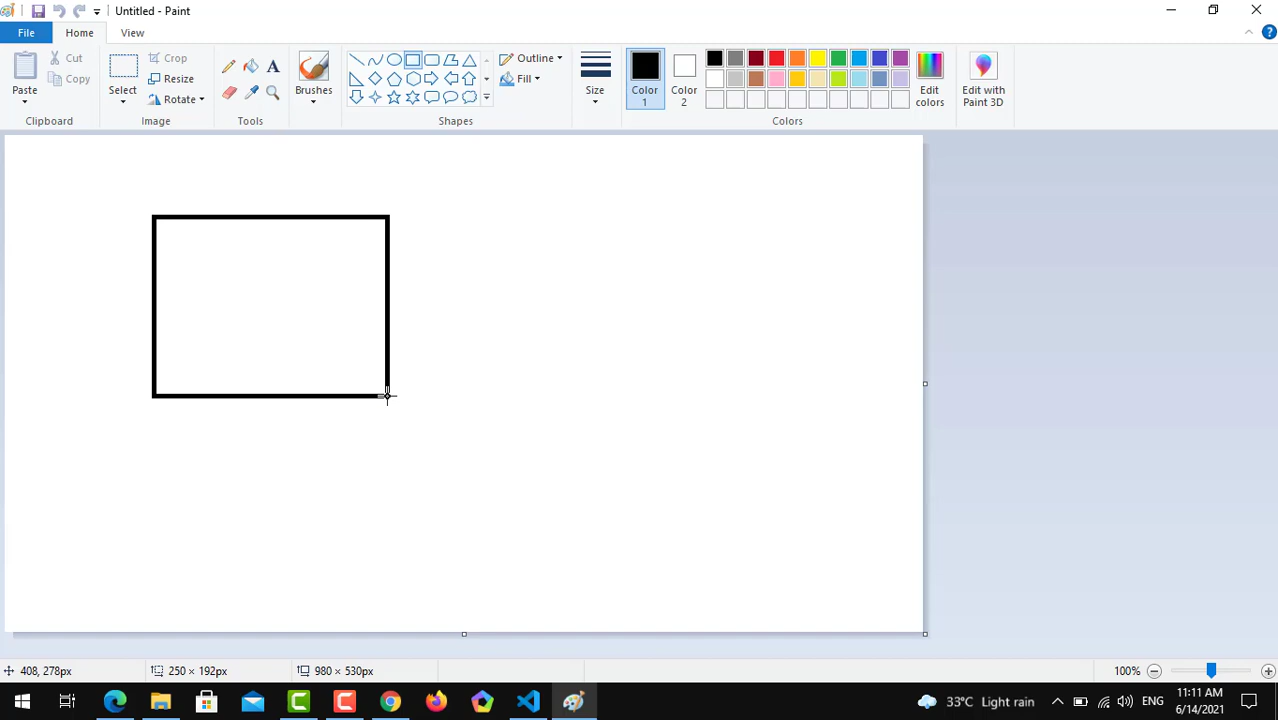 Untitled - Paint
File Home View
Paste
Cut
Copy
Clipboard
Select
Crop
Resize
Rotate
Image
A
Tools
Brushes
Outline
Fill
Shapes
Size
Color 1
Color 2
Edit colors
Colors
Edit with Paint 3D
408, 278px
250 × 192px
980 × 530px
100%
33°C Light rain
ENG
11:11 AM
6/14/2021